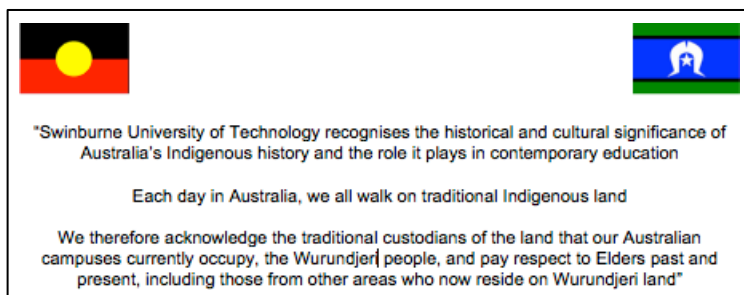 "Swinburne University of Technology recognises the historical and cultural significance of
Australia's Indigenous history and the role it plays in contemporary education
Each day in Australia, we all walk on traditional Indigenous land
We therefore acknowledge the traditional custodians of the land that our Australian
campuses currently occupy, the Wurundjeri people, and pay respect to Elders past and
present, including those from other areas who now reside on Wurundjeri land"